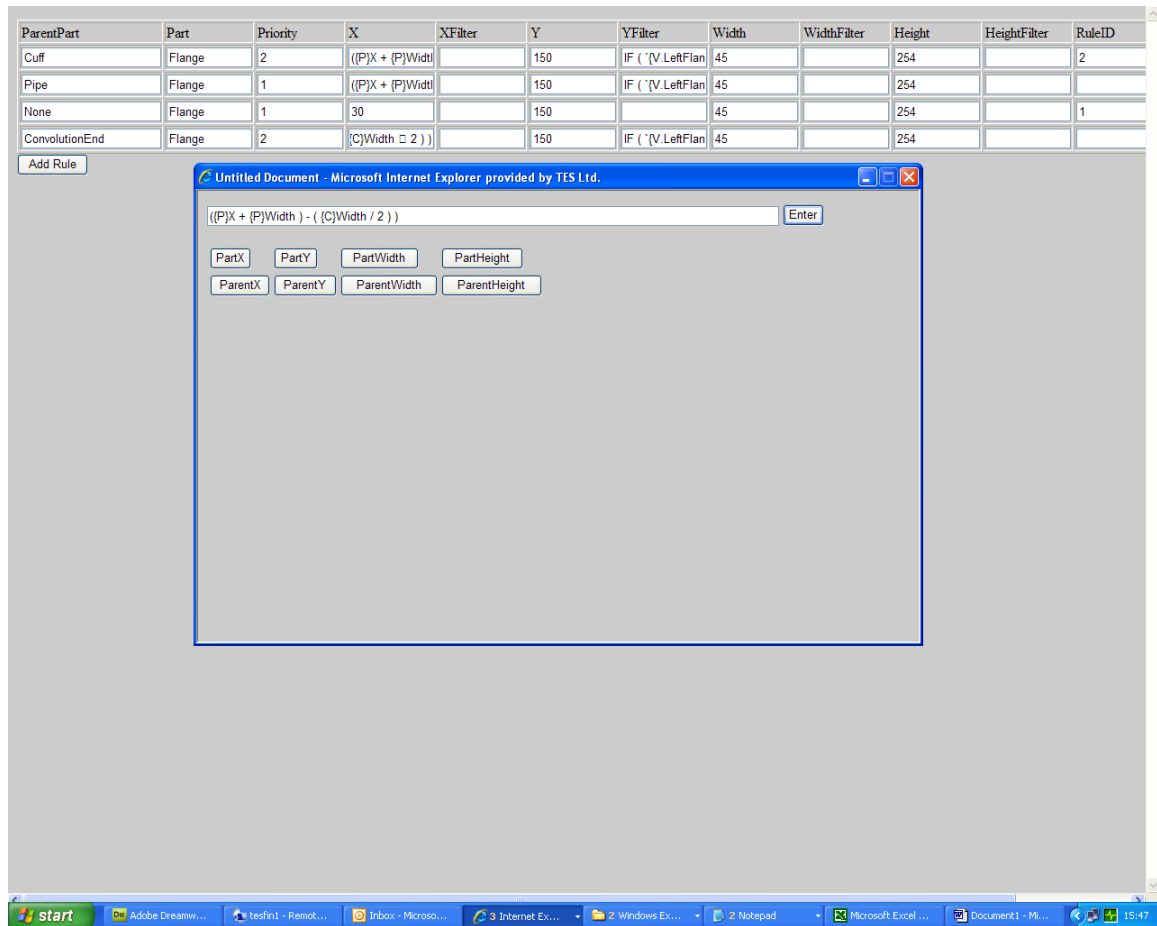 ParentPart Part Priority X XFilter Y YFilter Width WidthFilter Height HeightFilter RuleID
Cuff Flange 2 (({P}X + {P}Widtl 150 IF ( `{V.LeftFlan 45 254 2
Pipe Flange 1 (({P}X + {P}Widtl 150 IF ( `{V.LeftFlan 45 254
None Flange 1 30 150 45 254 1
ConvolutionEnd Flange 2 {C}Width □ 2 ) ) 150 IF ( `{V.LeftFlan 45 254
Add Rule
Untitled Document - Microsoft Internet Explorer provided by TES Ltd.
(({P}X + {P}Width ) - ( {C}Width / 2 ) ) Enter
PartX PartY PartWidth PartHeight
ParentX ParentY ParentWidth ParentHeight
start Dw Adobe Dreamw... tesfin1 - Remot... Inbox - Microso... 3 Internet Ex... 2 Windows Ex... 2 Notepad Microsoft Excel ... Document1 - Mi... 15:47